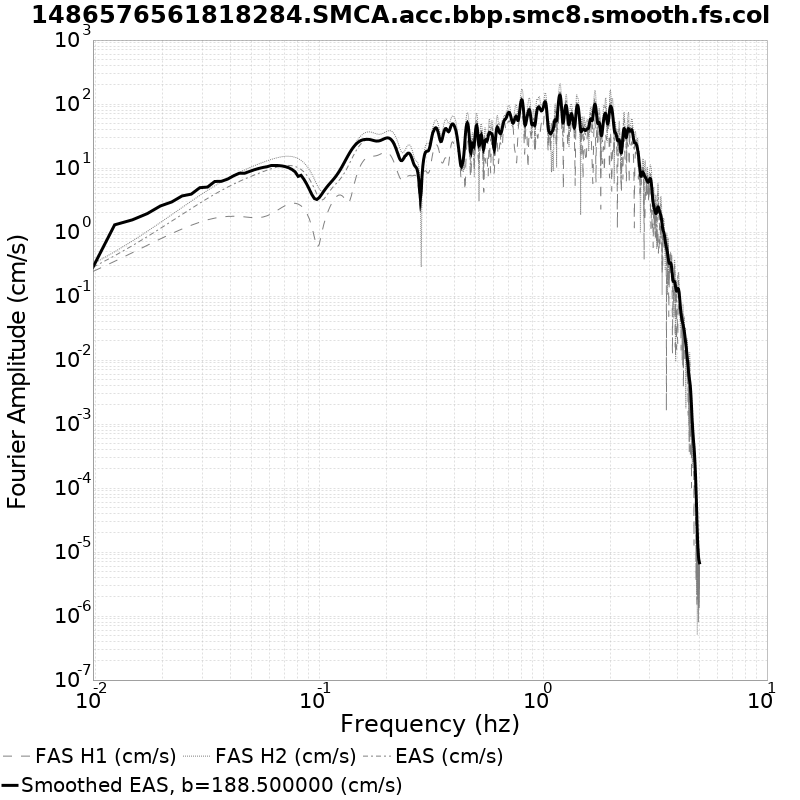 1486576561818284.SMCA.acc.bbp.smc8.smooth.fs.col
10^3
10^2
10^1
10^0
10^-1
10^-2
10^-3
10^-4
10^-5
10^-6
10^-7
Fourier Amplitude (cm/s)
10^-2 10^-1 10^0 10^1
Frequency (hz)
FAS H1 (cm/s) FAS H2 (cm/s) EAS (cm/s)
Smoothed EAS, b=188.500000 (cm/s)